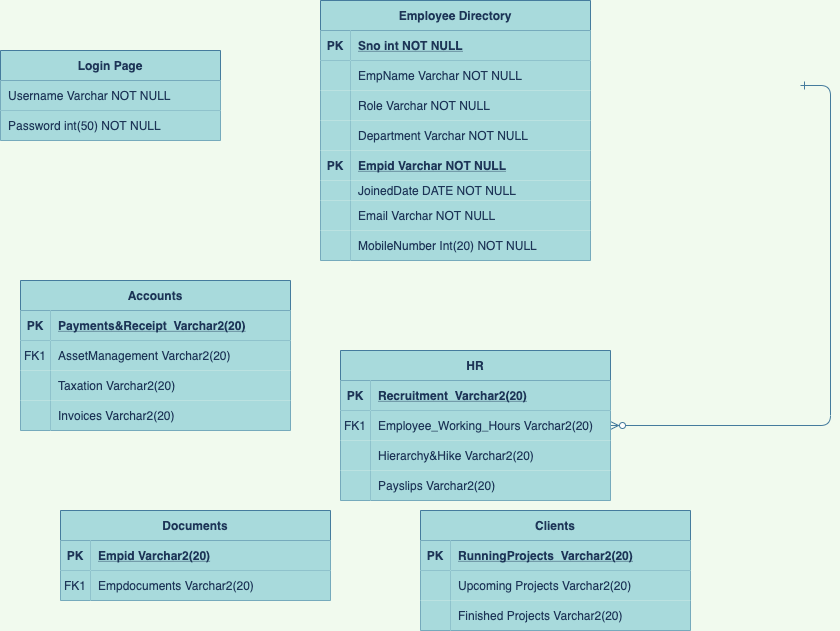 Employee Directory
PK Sno int NOT NULL
EmpName Varchar NOT NULL
Role Varchar NOT NULL
Department Varchar NOT NULL
PK Empid Varchar NOT NULL
JoinedDate DATE NOT NULL
Email Varchar NOT NULL
MobileNumber Int(20) NOT NULL
Login Page
Username Varchar NOT NULL
Password int(50) NOT NULL
Accounts
PK Payments&Receipt Varchar2(20)
FK1 AssetManagement Varchar2(20)
Taxation Varchar2(20)
Invoices Varchar2(20)
HR
PK Recruitment Varchar2(20)
FK1 Employee_Working_Hours Varchar2(20)
Hierarchy&Hike Varchar2(20)
Payslips Varchar2(20)
Documents
PK Empid Varchar2(20)
FK1 Empdocuments Varchar2(20)
Clients
PK RunningProjects Varchar2(20)
Upcoming Projects Varchar2(20)
Finished Projects Varchar2(20)